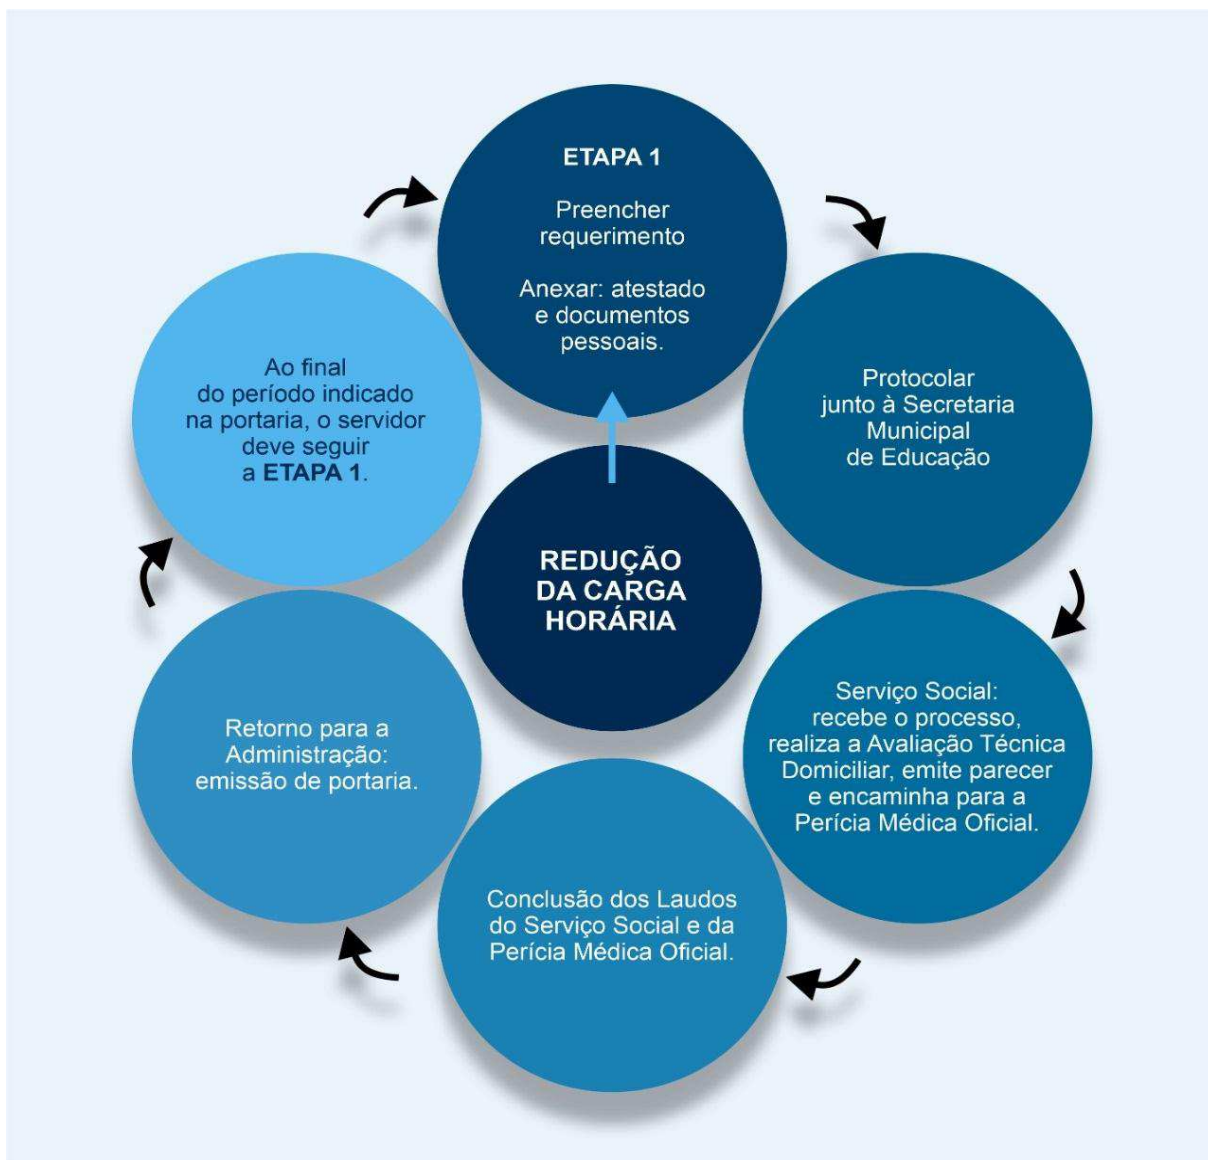 ETAPA 1
Preencher
requerimento
Anexar: atestado
e documentos
pessoais.
Protocolar
junto à Secretaria
Municipal
de Educação
Serviço Social:
recebe o processo,
realiza a Avaliação Técnica
Domiciliar, emite parecer
e encaminha para a
Perícia Médica Oficial.
Conclusão dos Laudos
do Serviço Social e da
Perícia Médica Oficial.
Retorno para a
Administração:
emissão de portaria.
Ao final
do período indicado
na portaria, o servidor
deve seguir
a ETAPA 1.
REDUÇÃO
DA CARGA
HORÁRIA